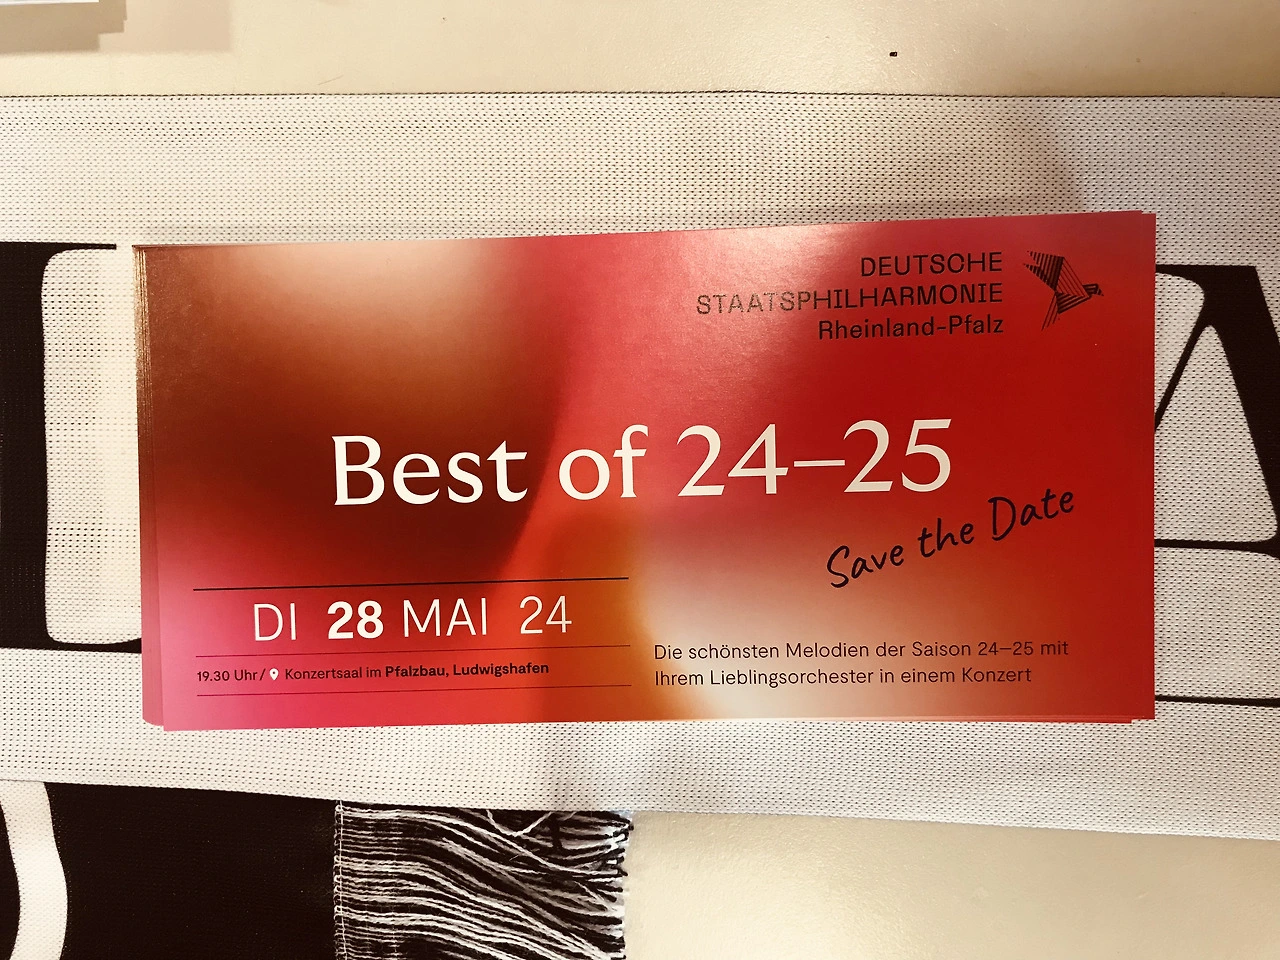 DEUTSCHE
STAATSPHILHARMONIE
Rheinland-Pfalz
Best of 24–25
Save the Date
DI 28 MAI 24
19.30 Uhr / Konzertsaal im Pfalzbau, Ludwigshafen
Die schönsten Melodien der Saison 24–25 mit
Ihrem Lieblingsorchester in einem Konzert